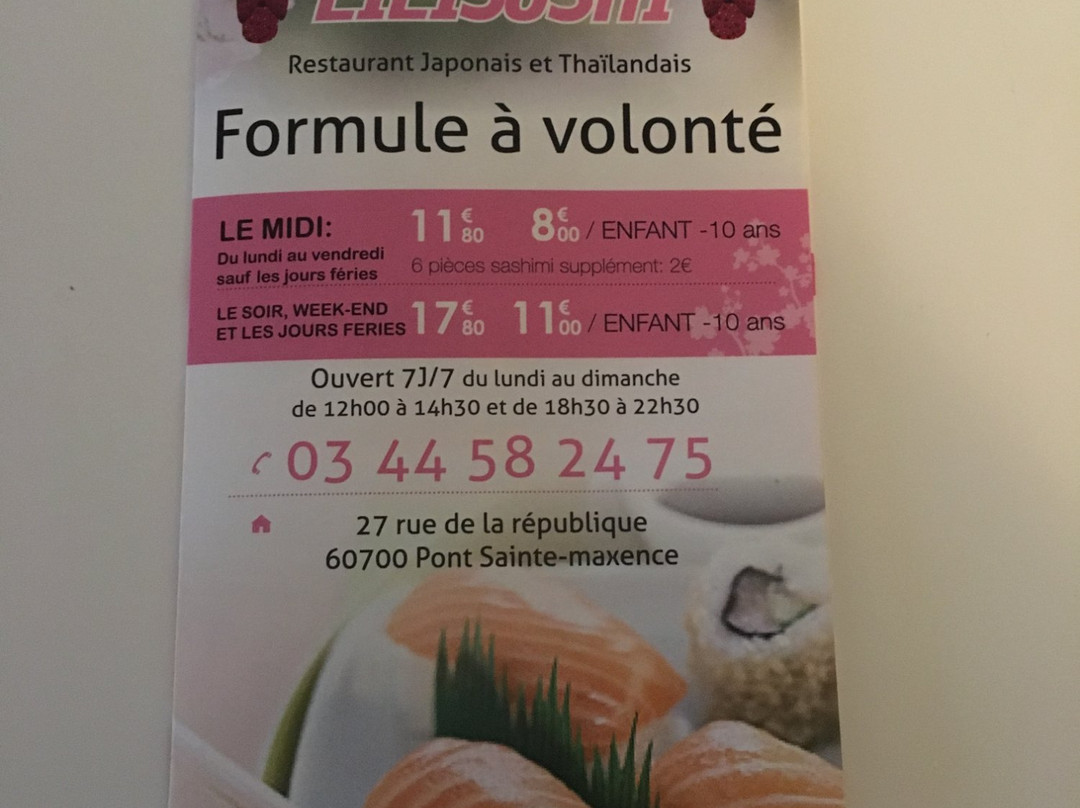 LILISUSHI
Restaurant Japonais et Thaïlandais
Formule à volonté
LE MIDI: 11€80 8€00 / ENFANT -10 ans
Du lundi au vendredi
sauf les jours féries 6 pièces sashimi supplément: 2€
LE SOIR, WEEK-END
ET LES JOURS FERIES 17€80 11€00 / ENFANT -10 ans
Ouvert 7J/7 du lundi au dimanche
de 12h00 à 14h30 et de 18h30 à 22h30
03 44 58 24 75
27 rue de la république
60700 Pont Sainte-maxence